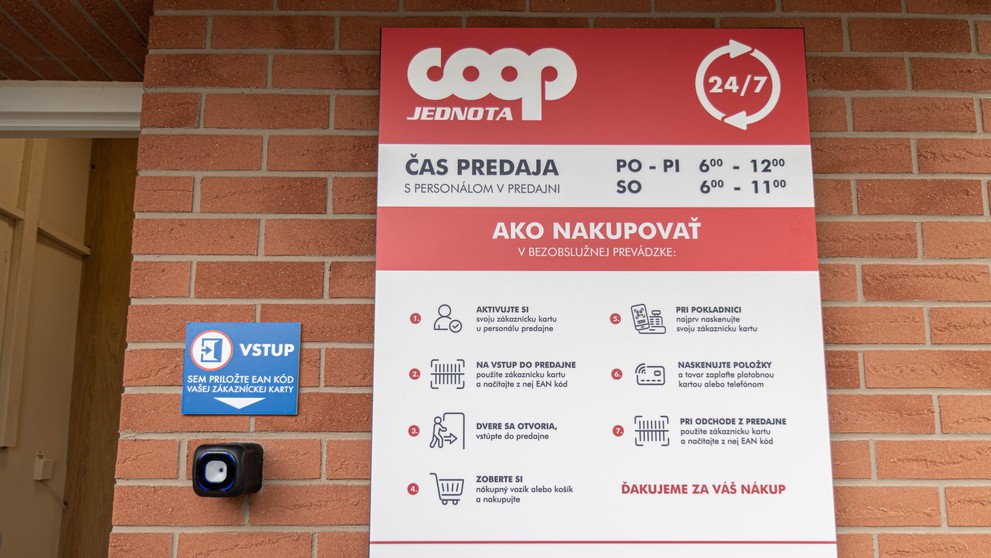 coop
JEDNOTA
24/7
ČAS PREDAJA
S PERSONÁLOM V PREDAJNI
PO - PI 6⁰⁰ - 12⁰⁰
SO 6⁰⁰ - 11⁰⁰
AKO NAKUPOVAŤ
V BEZOBSLUŽNEJ PREVÁDZKE:
1.
AKTIVUJTE SI
svoju zákaznícku kartu
u personálu predajne
2.
NA VSTUP DO PREDAJNE
použite zákaznícku kartu
a načítajte z nej EAN kód
3.
DVERE SA OTVORIA,
vstúpte do predajne
4.
ZOBERTE SI
nákupný vozík alebo košík
a nakupujte
5.
PRI POKLADNICI
najprv naskenujte
svoju zákaznícku kartu
6.
NASKENUJTE POLOŽKY
a tovar zaplaťte platobnou
kartou alebo telefónom
7.
PRI ODCHODE Z PREDAJNE
použite zákaznícku kartu
a načítajte z nej EAN kód
ĎAKUJEME ZA VÁŠ NÁKUP
VSTUP
SEM PRILOŽTE EAN KÓD
VAŠEJ ZÁKAZNÍCKEJ KARTY